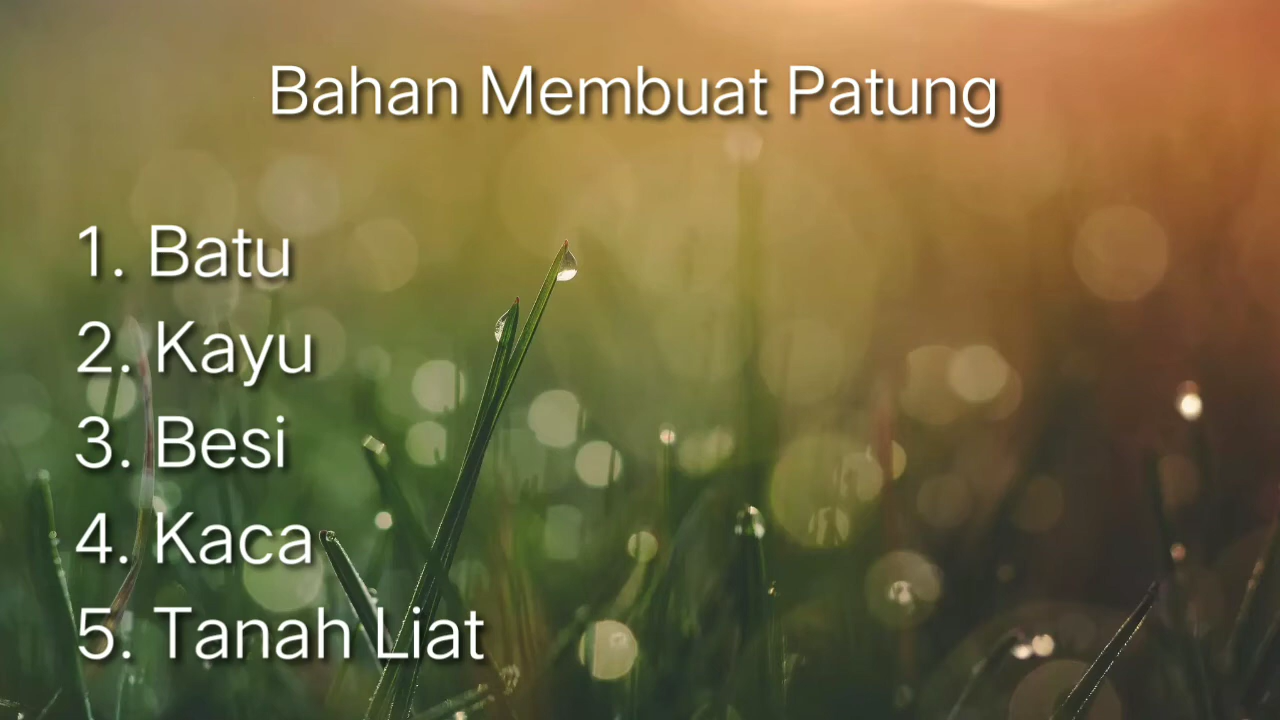 Bahan Membuat Patung
1. Batu
2. Kayu
3. Besi
4. Kaca
5. Tanah Liat